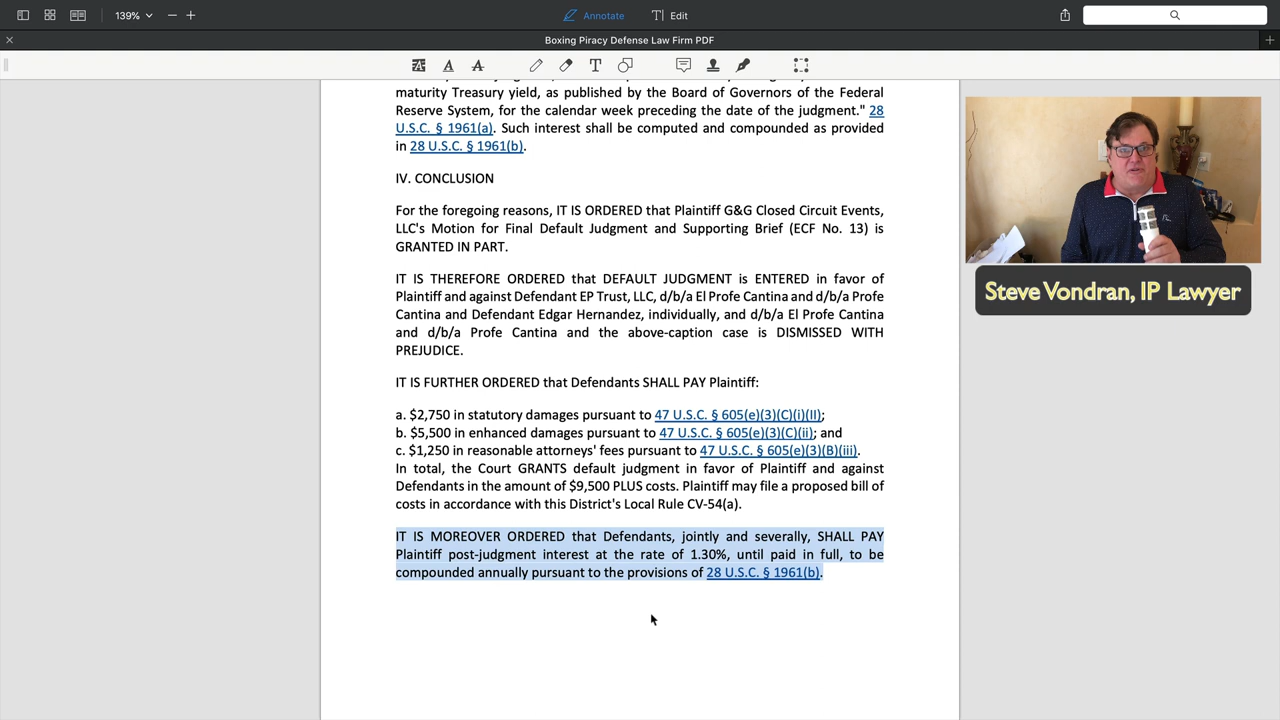 139%
Annotate
Edit
Boxing Piracy Defense Law Firm PDF
maturity Treasury yield, as published by the Board of Governors of the Federal
Reserve System, for the calendar week preceding the date of the judgment." 28
U.S.C. § 1961(a). Such interest shall be computed and compounded as provided
in 28 U.S.C. § 1961(b).
IV. CONCLUSION
For the foregoing reasons, IT IS ORDERED that Plaintiff G&G Closed Circuit Events,
LLC's Motion for Final Default Judgment and Supporting Brief (ECF No. 13) is
GRANTED IN PART.
IT IS THEREFORE ORDERED that DEFAULT JUDGMENT is ENTERED in favor of
Plaintiff and against Defendant EP Trust, LLC, d/b/a El Profe Cantina and d/b/a Profe
Cantina and Defendant Edgar Hernandez, individually, and d/b/a El Profe Cantina
and d/b/a Profe Cantina and the above-caption case is DISMISSED WITH
PREJUDICE.
IT IS FURTHER ORDERED that Defendants SHALL PAY Plaintiff:
a. $2,750 in statutory damages pursuant to 47 U.S.C. § 605(e)(3)(C)(i)(II);
b. $5,500 in enhanced damages pursuant to 47 U.S.C. § 605(e)(3)(C)(ii); and
c. $1,250 in reasonable attorneys' fees pursuant to 47 U.S.C. § 605(e)(3)(B)(iii).
In total, the Court GRANTS default judgment in favor of Plaintiff and against
Defendants in the amount of $9,500 PLUS costs. Plaintiff may file a proposed bill of
costs in accordance with this District's Local Rule CV-54(a).
IT IS MOREOVER ORDERED that Defendants, jointly and severally, SHALL PAY
Plaintiff post-judgment interest at the rate of 1.30%, until paid in full, to be
compounded annually pursuant to the provisions of 28 U.S.C. § 1961(b).
Steve Vondran, IP Lawyer